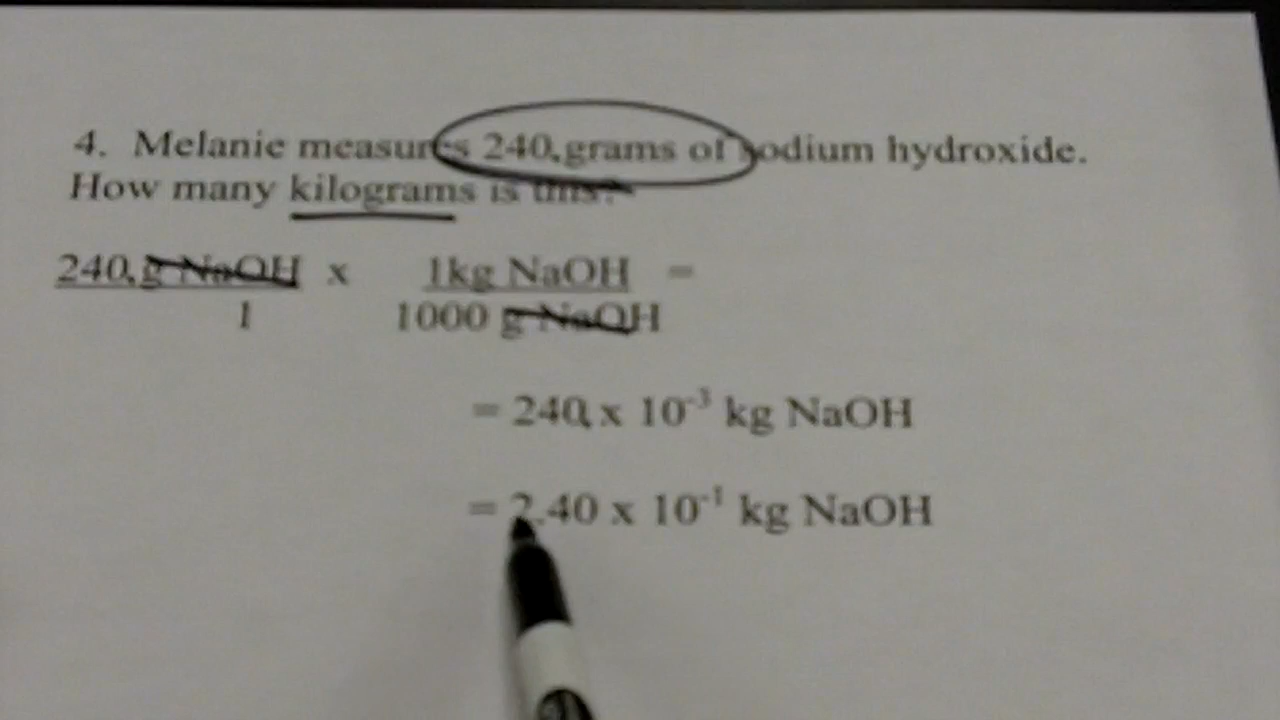 4. Melanie measures 240. grams of sodium hydroxide.
How many kilograms is this?
240. g NaOH x 1kg NaOH =
1 1000 g NaOH
= 240. x 10⁻³ kg NaOH
= 2.40 x 10⁻¹ kg NaOH